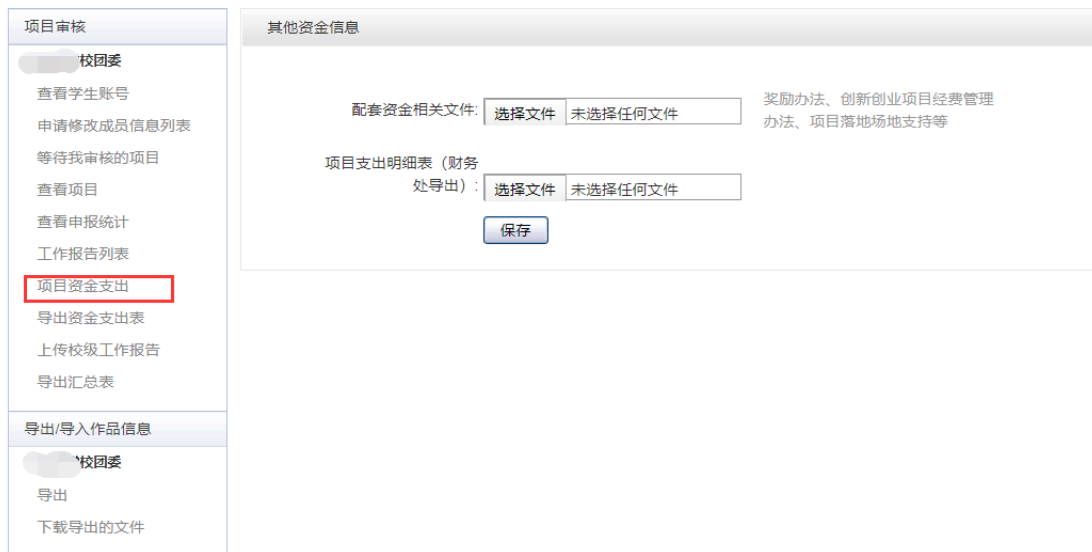 项目审核
校团委
查看学生账号
申请修改成员信息列表
等待我审核的项目
查看项目
查看申报统计
工作报告列表
项目资金支出
导出资金支出表
上传校级工作报告
导出汇总表
导出/导入作品信息
校团委
导出
下载导出的文件
其他资金信息
配套资金相关文件:
选择文件 未选择任何文件
奖励办法、创新创业项目经费管理
办法、项目落地场地支持等
项目支出明细表（财务
处导出）:
选择文件 未选择任何文件
保存